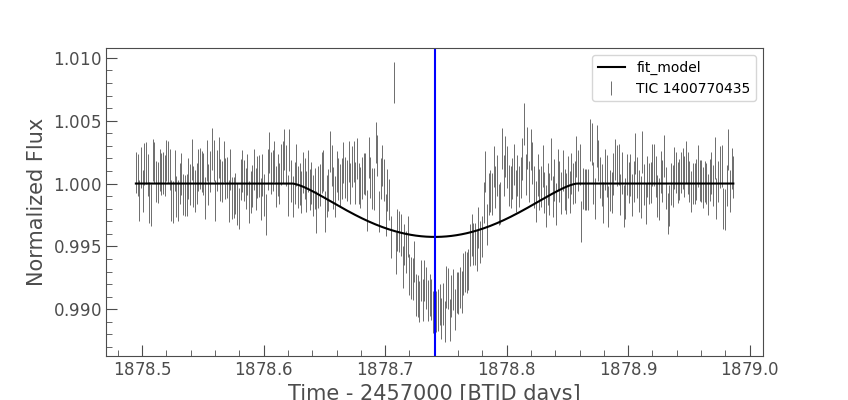 1.010
1.005
1.000
0.995
0.990
Normalized Flux
fit_model
TIC 1400770435
1878.5 1878.6 1878.7 1878.8 1878.9 1879.0
Time - 2457000 [BTJD days]